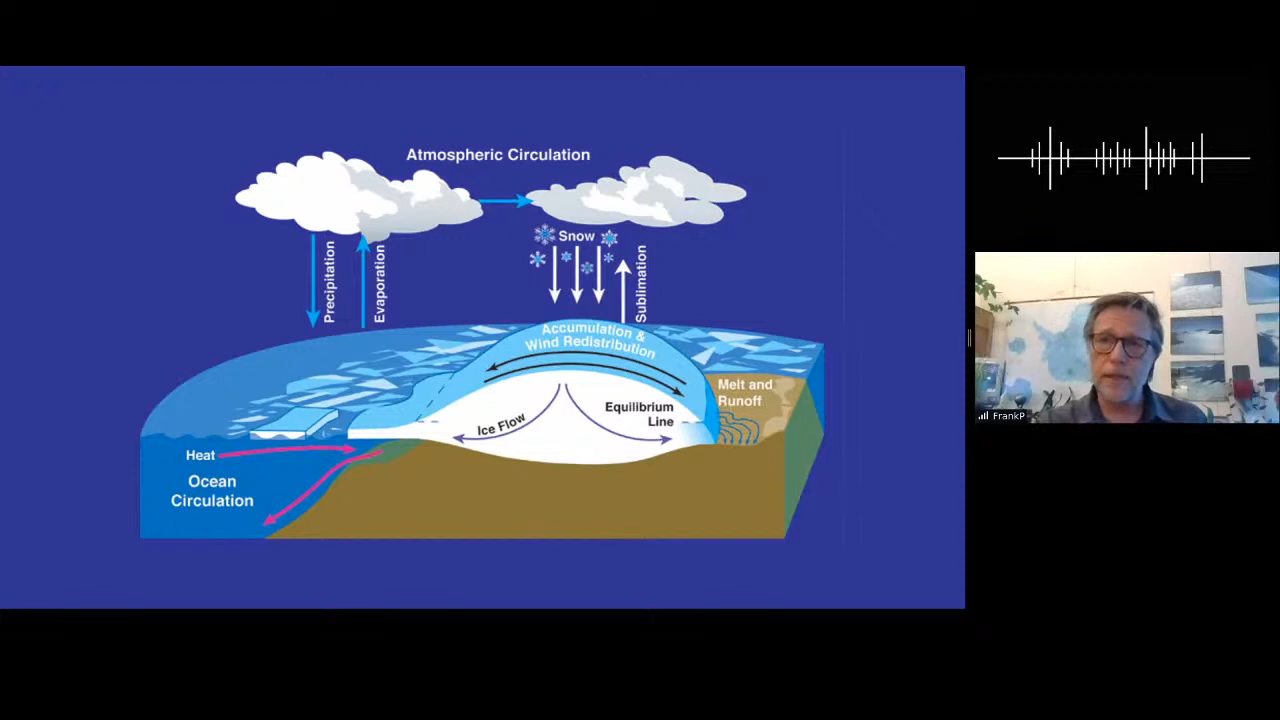 Atmospheric Circulation
Snow
Precipitation
Evaporation
Sublimation
Accumulation &
Wind Redistribution
Melt and
Runoff
Equilibrium
Line
Ice Flow
Heat
Ocean
Circulation
FrankP